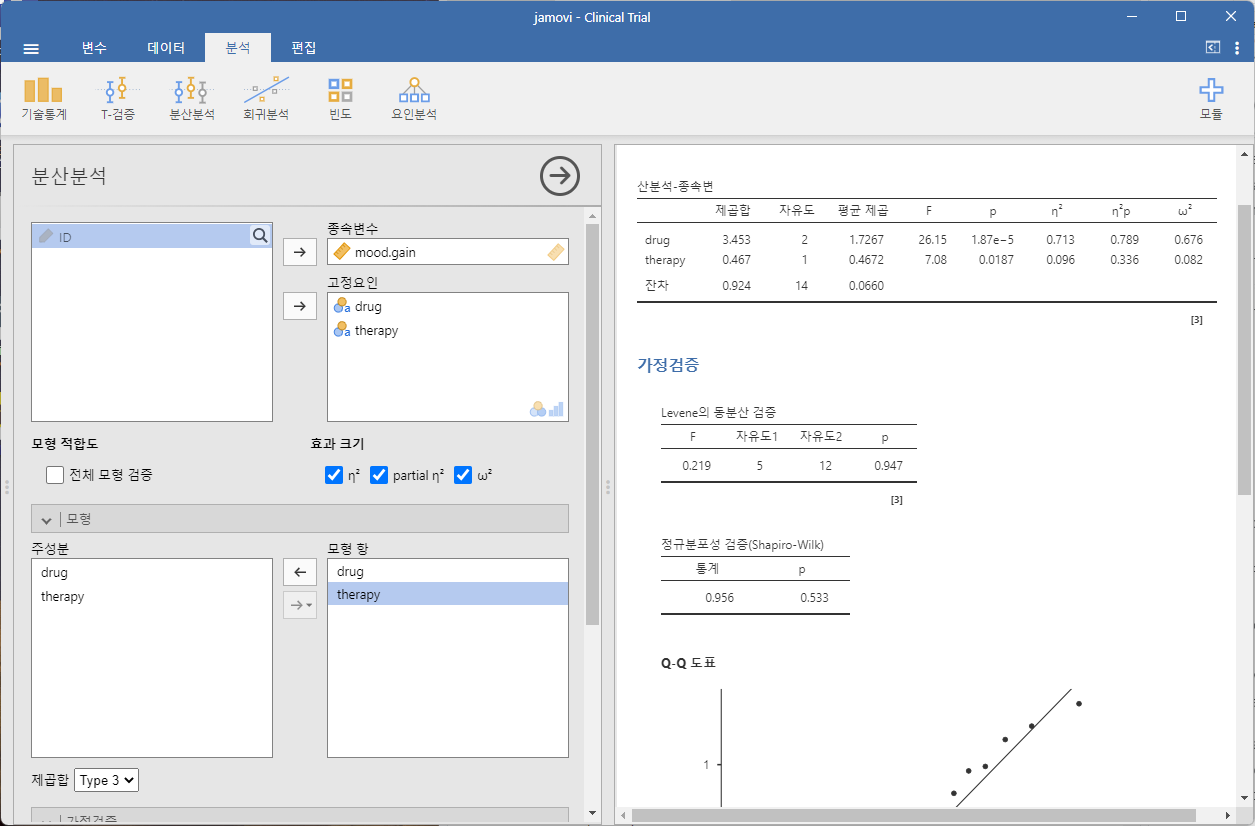 jamovi - Clinical Trial
변수 데이터 분석 편집
기술통계 T-검증 분산분석 회귀분석 빈도 요인분석 모듈
분산분석
ID
종속변수
mood.gain
고정요인
drug
therapy
모형 적합도
전체 모형 검증
효과 크기
η² partial η² ω²
모형
주성분
drug
therapy
모형 항
drug
therapy
제곱합 Type 3
가정검증
산분석-종속변
제곱합 자유도 평균 제곱 F p η² η²p ω²
drug 3.453 2 1.7267 26.15 1.87e−5 0.713 0.789 0.676
therapy 0.467 1 0.4672 7.08 0.0187 0.096 0.336 0.082
잔차 0.924 14 0.0660
[3]
가정검증
Levene의 동분산 검증
F 자유도1 자유도2 p
0.219 5 12 0.947
[3]
정규분포성 검증(Shapiro-Wilk)
통계 p
0.956 0.533
Q-Q 도표
1